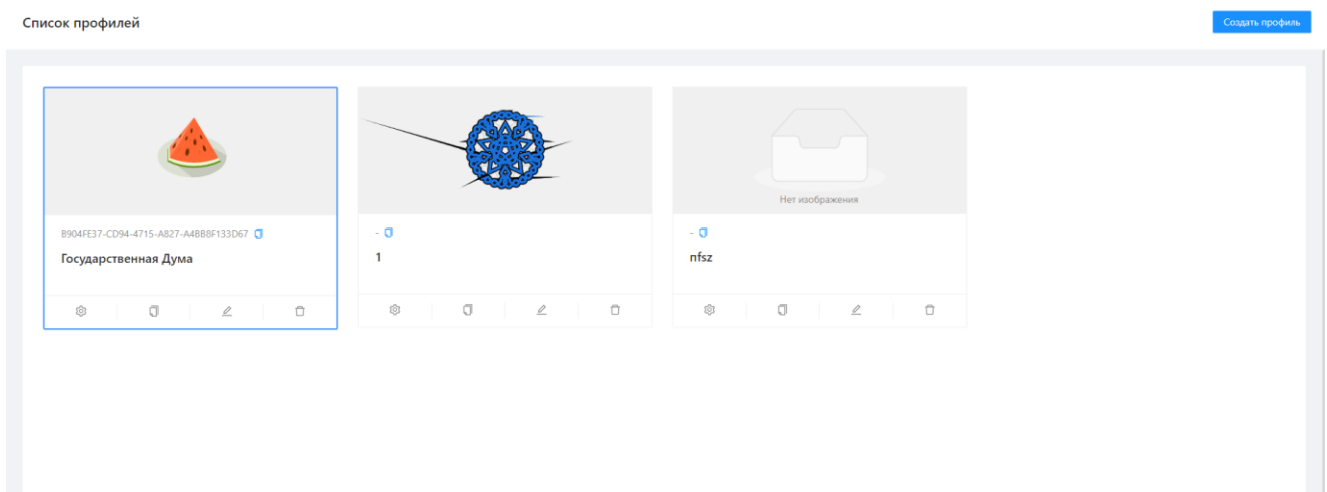 Список профилей
Создать профиль
Нет изображения
B904FE37-CD94-4715-A827-A4BB8F133D67
-
-
Государственная Дума
1
nfsz